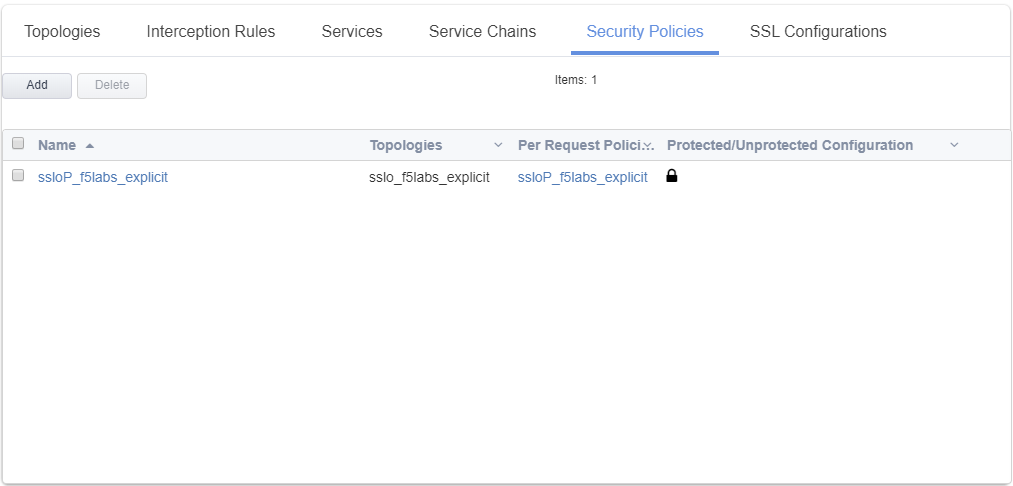 Topologies Interception Rules Services Service Chains Security Policies SSL Configurations
Add Delete Items: 1
Name Topologies Per Request Polici... Protected/Unprotected Configuration
ssloP_f5labs_explicit sslo_f5labs_explicit ssloP_f5labs_explicit